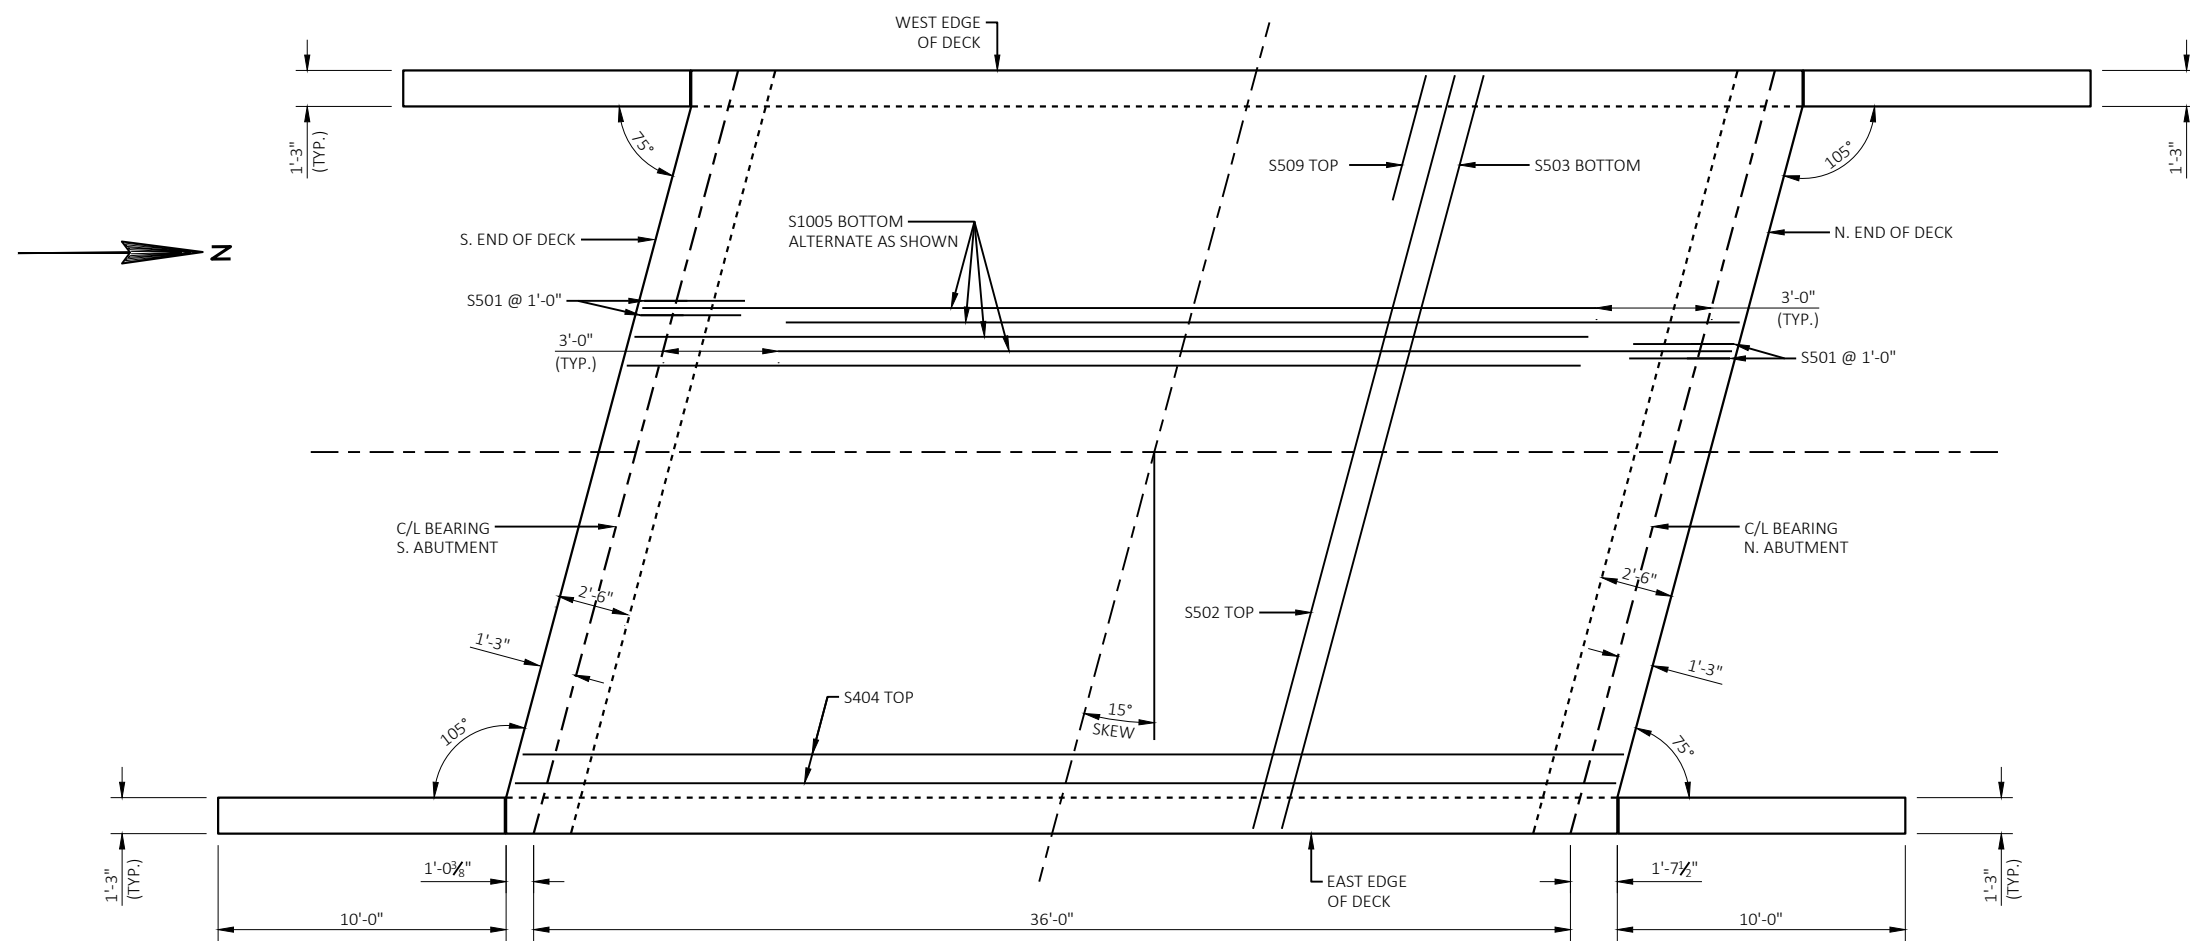 WEST EDGE
OF DECK
1'-3"
(TYP.)
75°
S509 TOP
S503 BOTTOM
105°
1'-3"
S1005 BOTTOM
ALTERNATE AS SHOWN
S. END OF DECK
N. END OF DECK
N
S501 @ 1'-0"
3'-0"
(TYP.)
3'-0"
(TYP.)
S501 @ 1'-0"
C/L BEARING
S. ABUTMENT
C/L BEARING
N. ABUTMENT
2'-6"
2'-6"
S502 TOP
1'-3"
1'-3"
S404 TOP
15°
SKEW
105°
75°
1'-3"
(TYP.)
1'-0⅜"
EAST EDGE
OF DECK
1'-7½"
1'-3"
(TYP.)
10'-0"
36'-0"
10'-0"